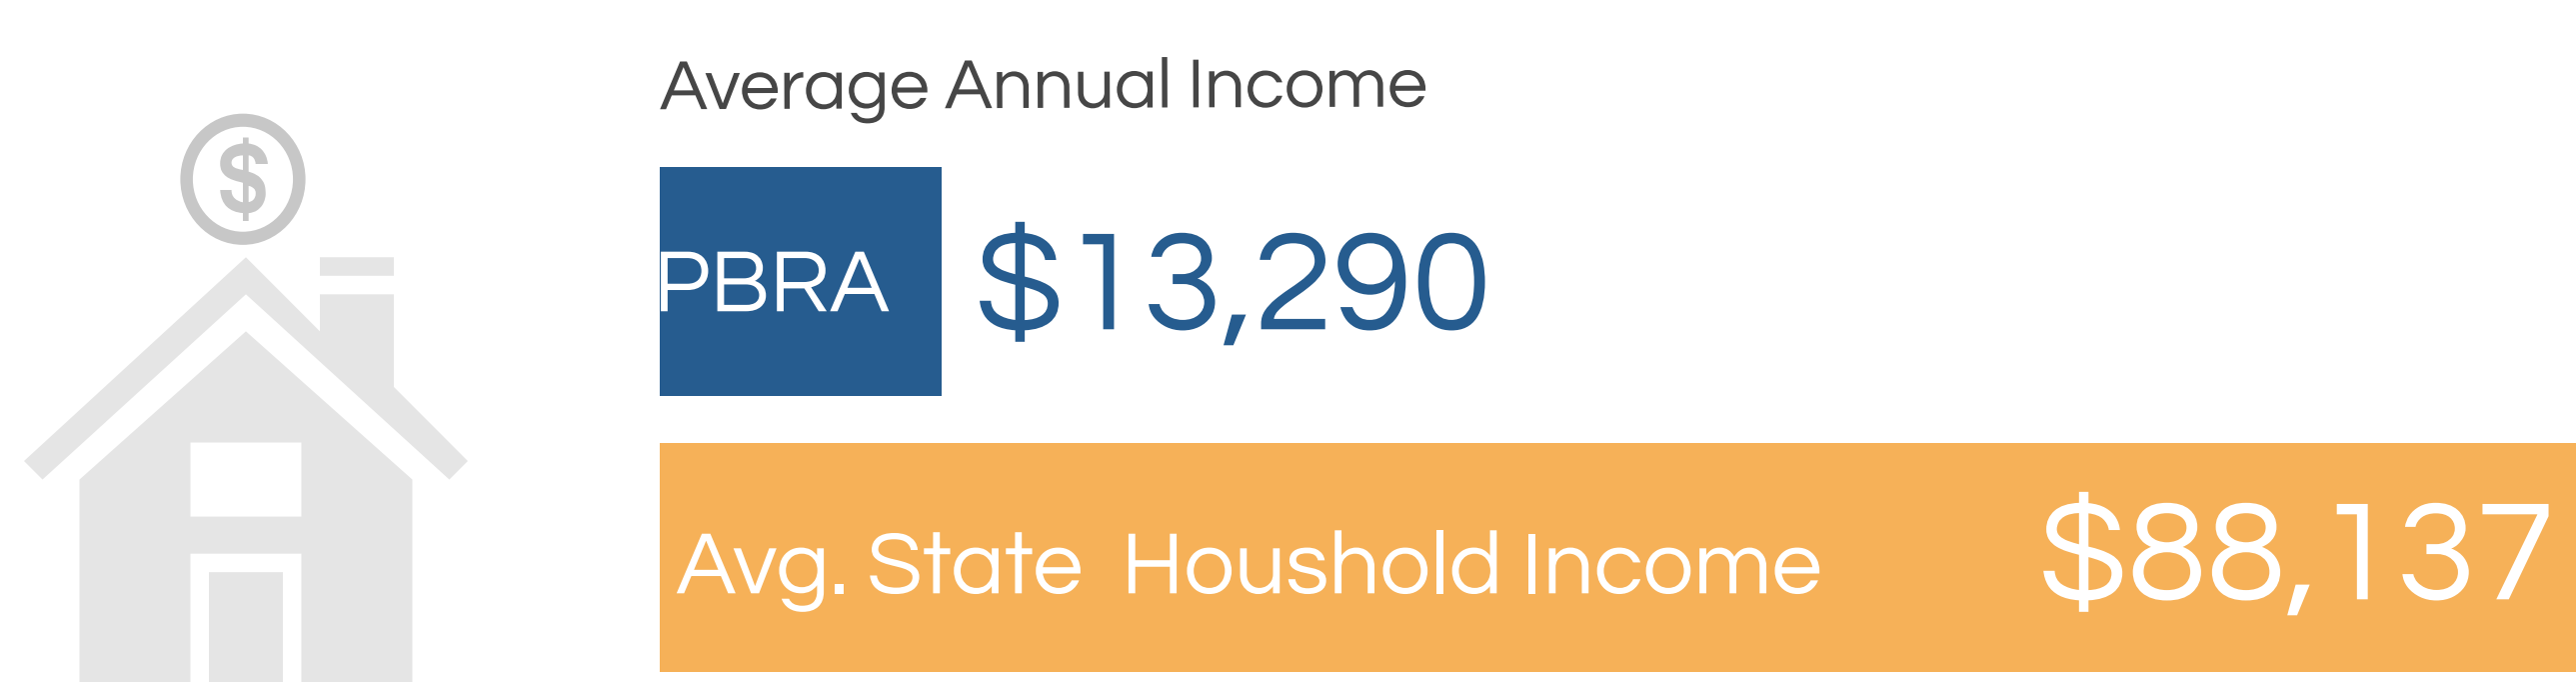 Average Annual Income
$
PBRA $13,290
Avg. State  Houshold Income $88,137